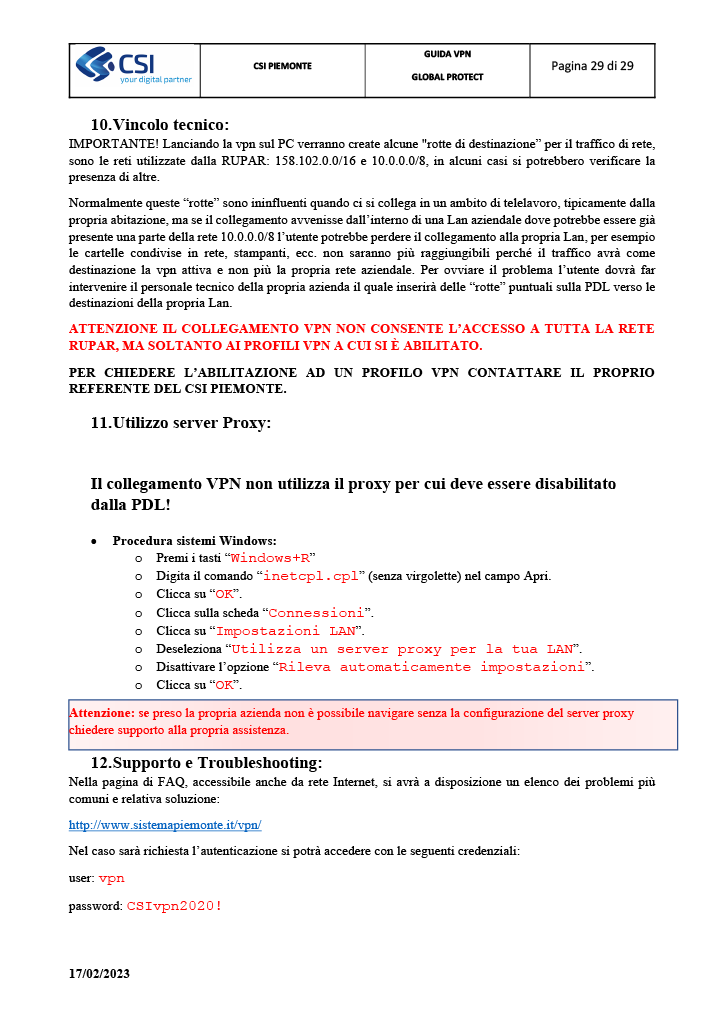 CSI
your digital partner
CSI PIEMONTE
GUIDA VPN
GLOBAL PROTECT
Pagina 29 di 29
10.Vincolo tecnico:
IMPORTANTE! Lanciando la vpn sul PC verranno create alcune "rotte di destinazione” per il traffico di rete,
sono le reti utilizzate dalla RUPAR: 158.102.0.0/16 e 10.0.0.0/8, in alcuni casi si potrebbero verificare la
presenza di altre.
Normalmente queste “rotte” sono ininfluenti quando ci si collega in un ambito di telelavoro, tipicamente dalla
propria abitazione, ma se il collegamento avvenisse dall’interno di una Lan aziendale dove potrebbe essere già
presente una parte della rete 10.0.0.0/8 l’utente potrebbe perdere il collegamento alla propria Lan, per esempio
le cartelle condivise in rete, stampanti, ecc. non saranno più raggiungibili perché il traffico avrà come
destinazione la vpn attiva e non più la propria rete aziendale. Per ovviare il problema l’utente dovrà far
intervenire il personale tecnico della propria azienda il quale inserirà delle “rotte” puntuali sulla PDL verso le
destinazioni della propria Lan.
ATTENZIONE IL COLLEGAMENTO VPN NON CONSENTE L’ACCESSO A TUTTA LA RETE
RUPAR, MA SOLTANTO AI PROFILI VPN A CUI SI È ABILITATO.
PER CHIEDERE L’ABILITAZIONE AD UN PROFILO VPN CONTATTARE IL PROPRIO
REFERENTE DEL CSI PIEMONTE.
11.Utilizzo server Proxy:
Il collegamento VPN non utilizza il proxy per cui deve essere disabilitato
dalla PDL!
• Procedura sistemi Windows:
o Premi i tasti “Windows+R”
o Digita il comando “inetcpl.cpl” (senza virgolette) nel campo Apri.
o Clicca su “OK”.
o Clicca sulla scheda “Connessioni”.
o Clicca su “Impostazioni LAN”.
o Deseleziona “Utilizza un server proxy per la tua LAN”.
o Disattivare l’opzione “Rileva automaticamente impostazioni”.
o Clicca su “OK”.
Attenzione: se preso la propria azienda non è possibile navigare senza la configurazione del server proxy
chiedere supporto alla propria assistenza.
12.Supporto e Troubleshooting:
Nella pagina di FAQ, accessibile anche da rete Internet, si avrà a disposizione un elenco dei problemi più
comuni e relativa soluzione:
http://www.sistemapiemonte.it/vpn/
Nel caso sarà richiesta l’autenticazione si potrà accedere con le seguenti credenziali:
user: vpn
password: CSIvpn2020!
17/02/2023